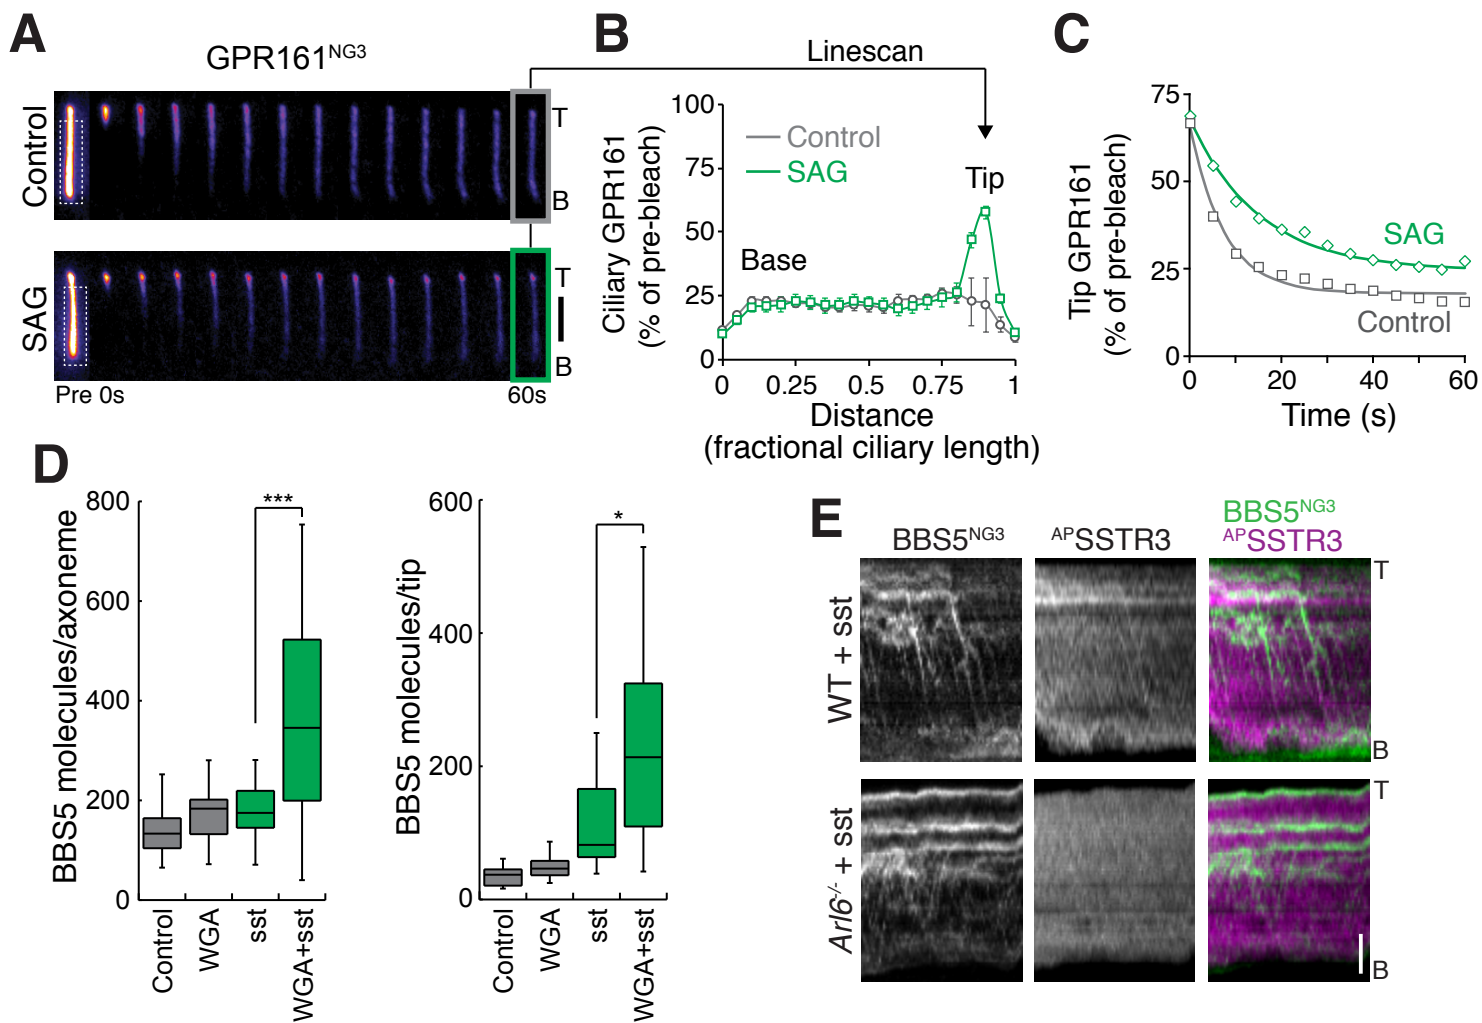 A
GPR161NG3
Control
SAG
T
B
T
B
Pre 0s
60s
B
Linescan
Ciliary GPR161
(% of pre-bleach)
100
75
50
25
0
Control
SAG
Tip
Base
0 0.25 0.5 0.75 1
Distance
(fractional ciliary length)
C
Tip GPR161
(% of pre-bleach)
75
50
25
0
SAG
Control
0 20 40 60
Time (s)
D
BBS5 molecules/axoneme
800
600
400
200
0
***
Control
WGA
sst
WGA+sst
BBS5 molecules/tip
600
400
200
0
*
Control
WGA
sst
WGA+sst
E
BBS5NG3
APSSTR3
BBS5NG3
APSSTR3
WT + sst
T
B
Arl6-/- + sst
T
B